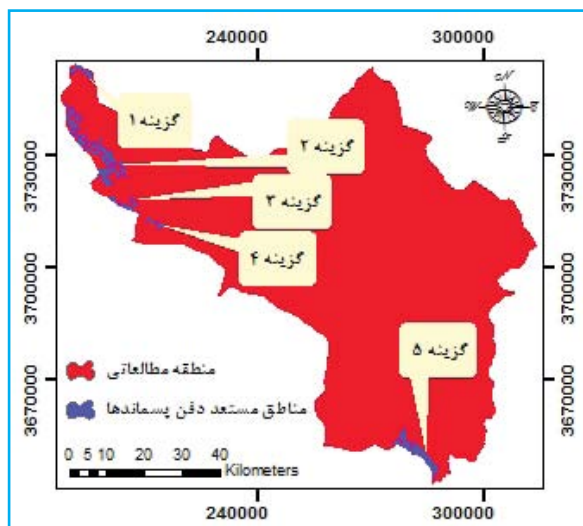 240000 300000
N
W E
گزینه ۱
گزینه ۲
گزینه ۳
گزینه ۴
گزینه ۵
3730000 3730000
3700000 3700000
3670000 3670000
منطقه مطالعاتی
مناطق مستعد دفن پسماندها
0 5 10 20 30 40
Kilometers
240000 300000